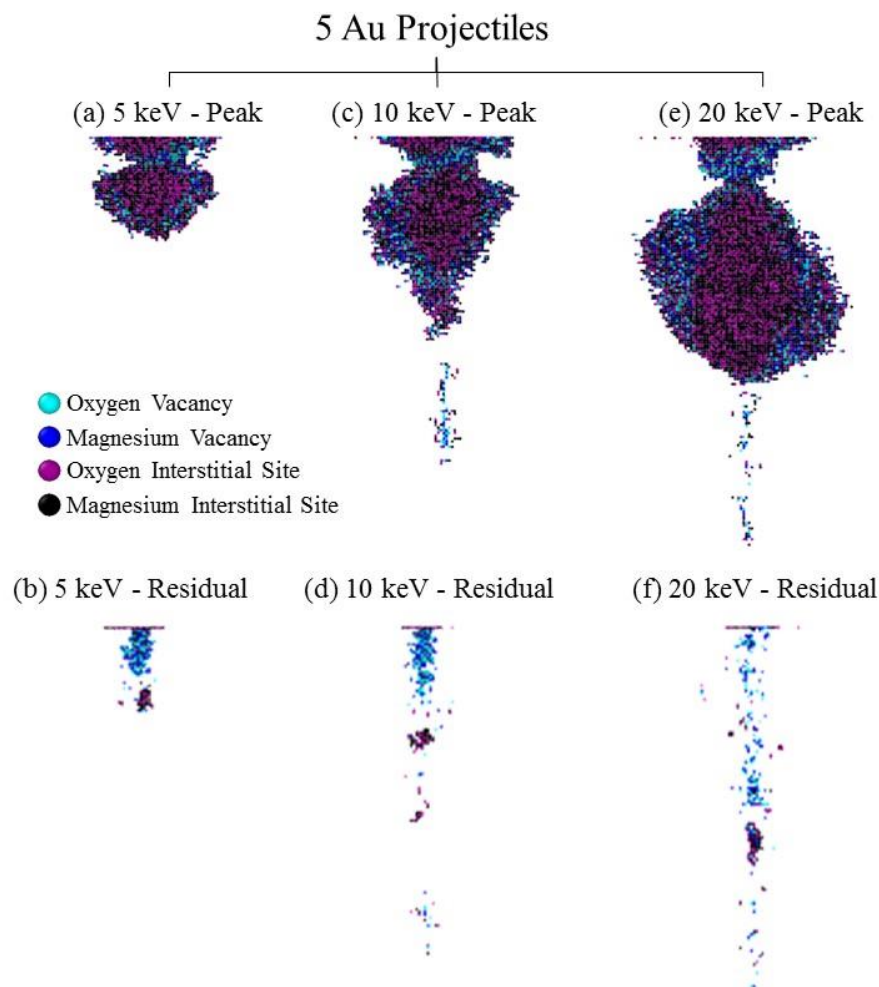 5 Au Projectiles
(a) 5 keV - Peak
(c) 10 keV - Peak
(e) 20 keV - Peak
Oxygen Vacancy
Magnesium Vacancy
Oxygen Interstitial Site
Magnesium Interstitial Site
(b) 5 keV - Residual
(d) 10 keV - Residual
(f) 20 keV - Residual